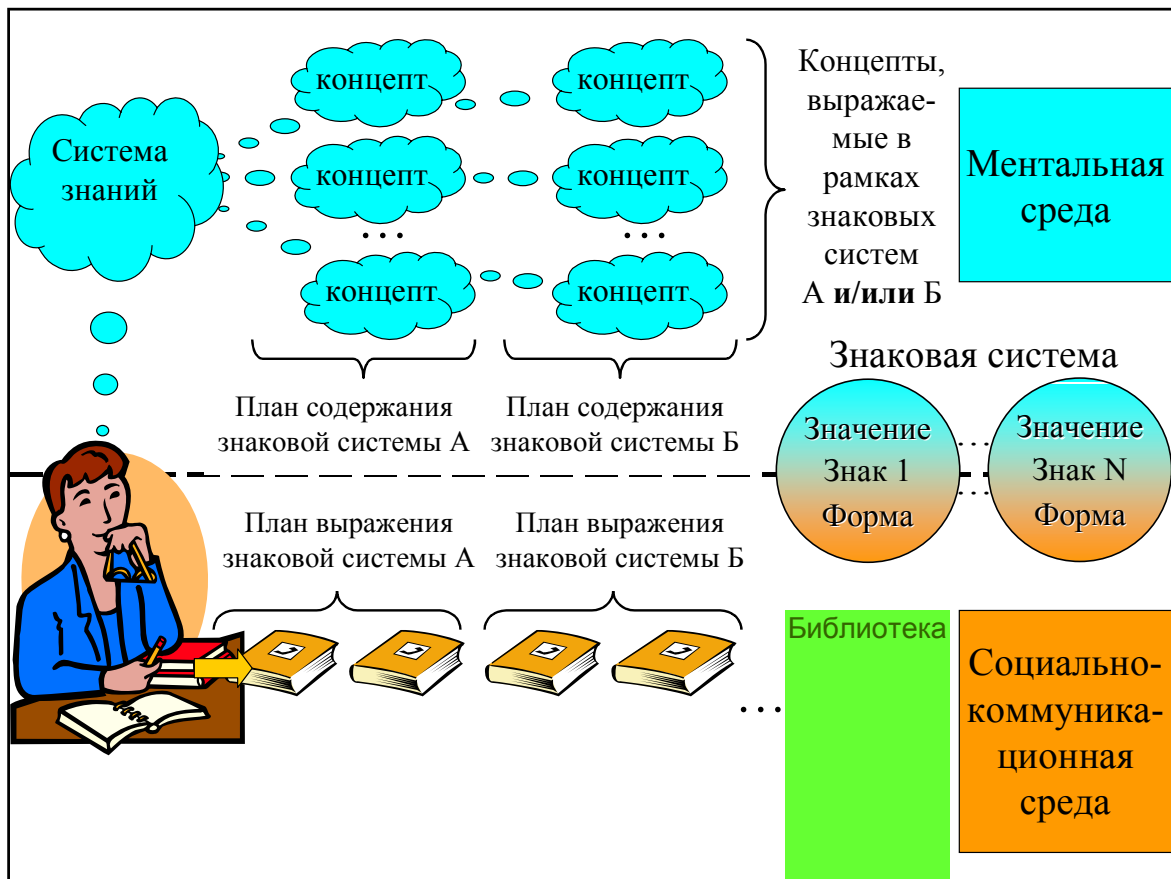 концепт
концепт
Система
знаний
концепт
концепт
. . .
. . .
концепт
концепт
Концепты,
выражае-
мые в
рамках
знаковых
систем
А и/или Б
Ментальная
среда
План содержания
знаковой системы А
План содержания
знаковой системы Б
Знаковая система
Значение
Знак 1
Форма
...
...
Значение
Знак N
Форма
План выражения
знаковой системы А
План выражения
знаковой системы Б
. . .
Библиотека
Социально-
коммуника-
ционная
среда